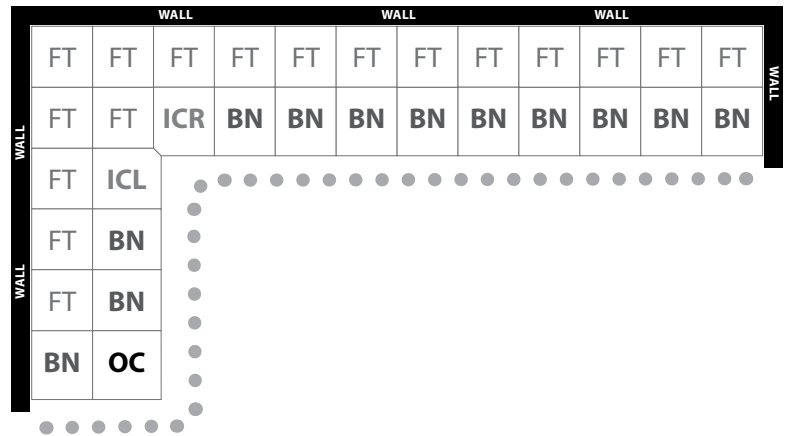 WALL WALL WALL
FT FT FT FT FT FT FT FT FT FT FT FT
WALL
FT FT ICR BN BN BN BN BN BN BN BN BN
WALL
FT ICL
FT BN
WALL
FT BN
BN OC